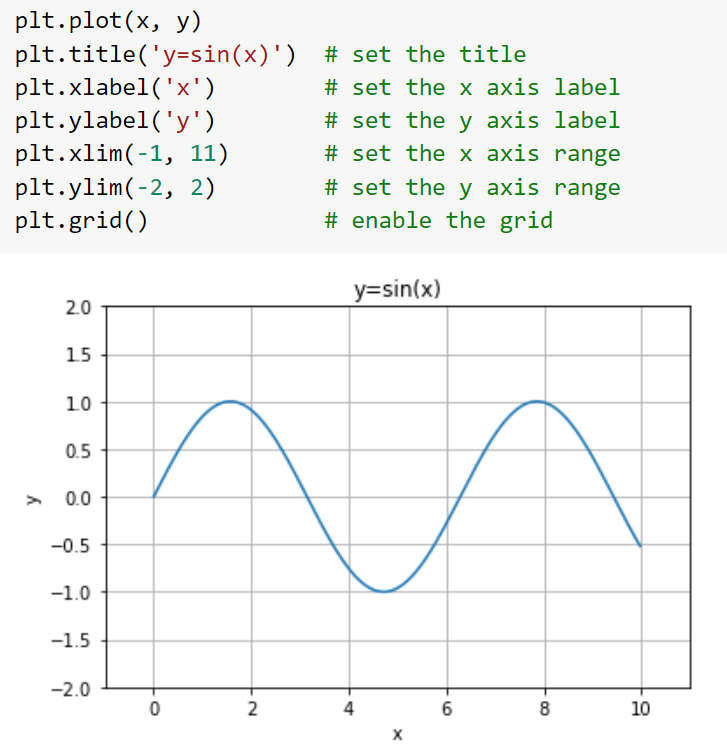 plt.plot(x, y)
plt.title('y=sin(x)')  # set the title
plt.xlabel('x')        # set the x axis label
plt.ylabel('y')        # set the y axis label
plt.xlim(-1, 11)       # set the x axis range
plt.ylim(-2, 2)        # set the y axis range
plt.grid()             # enable the grid
y=sin(x)
2.0
1.5
1.0
0.5
0.0
−0.5
−1.0
−1.5
−2.0
y
0 2 4 6 8 10
x